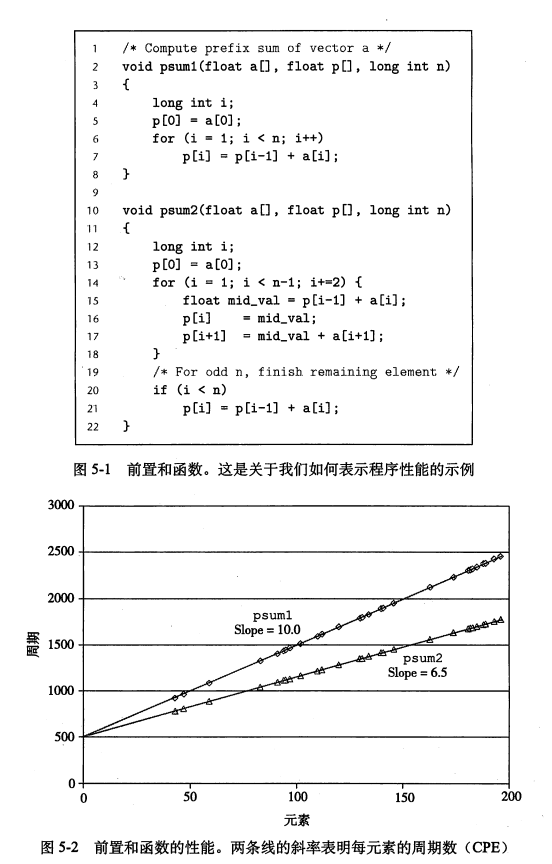 1 /* Compute prefix sum of vector a */
2 void psum1(float a[], float p[], long int n)
3 {
4 long int i;
5 p[0] = a[0];
6 for (i = 1; i < n; i++)
7 p[i] = p[i-1] + a[i];
8 }
9
10 void psum2(float a[], float p[], long int n)
11 {
12 long int i;
13 p[0] = a[0];
14 for (i = 1; i < n-1; i+=2) {
15 float mid_val = p[i-1] + a[i];
16 p[i] = mid_val;
17 p[i+1] = mid_val + a[i+1];
18 }
19 /* For odd n, finish remaining element */
20 if (i < n)
21 p[i] = p[i-1] + a[i];
22 }
图 5-1 前置和函数。这是关于我们如何表示程序性能的示例
3000
2500
2000
1500
1000
500
0
周期
psum1
Slope = 10.0
psum2
Slope = 6.5
0 50 100 150 200
元素
图 5-2 前置和函数的性能。两条线的斜率表明每元素的周期数（CPE）